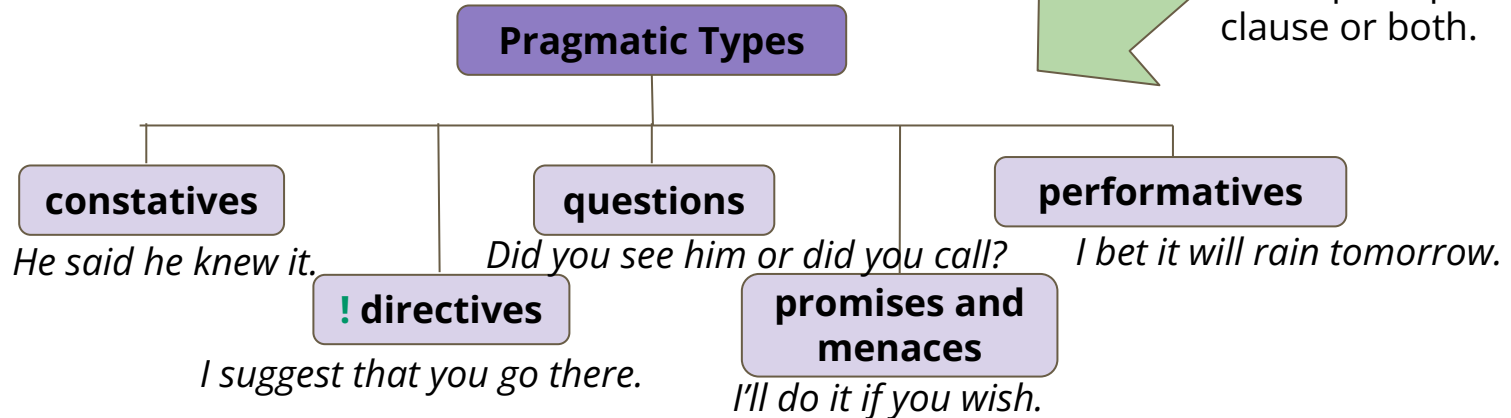 clause or both.
Pragmatic Types
constatives
He said he knew it.
! directives
I suggest that you go there.
questions
Did you see him or did you call?
promises and
menaces
I'll do it if you wish.
performatives
I bet it will rain tomorrow.